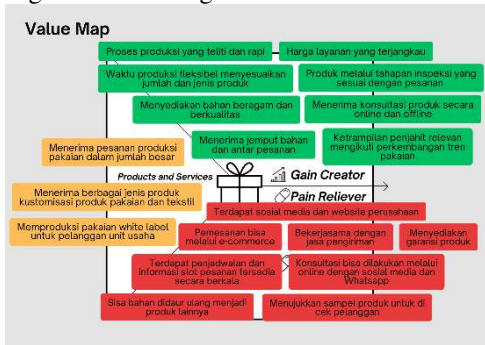 Value Map
Proses produksi yang teliti dan rapi
Harga layanan yang terjangkau
Waktu produksi fleksibel menyesuaikan
jumlah dan jenis produk
Produk melalui tahapan inspeksi yang
sesuai dengan pesanan
Menyediakan bahan beragam dan
berkualitas
Menerima konsultasi produk secara
online dan offline
Menerima jemput bahan
dan antar pesanan
Ketrampilan penjahit relevan
mengikuti perkembangan tren
pakaian
Menerima pesanan produksi
pakaian dalam jumlah besar
Products and Services
Gain Creator
Pain Reliever
Menerima berbagai jenis produk
kustomisasi produk pakaian dan tekstil
Memproduksi pakaian white label
untuk pelanggan unit usaha
Terdapat sosial media dan website perusahaan
Pemesanan bisa
melalui e-commerce
Bekerjasama dengan
jasa pengiriman
Menyediakan
garansi produk
Terdapat penjadwalan dan
informasi slot pesanan tersedia
secara berkala
Konsultasi bisa dilakukan melalui
online dengan sosial media dan
Whatsapp
Sisa bahan didaur ulang menjadi
produk lainnya
Menujukkan sampel produk untuk di
cek pelanggan